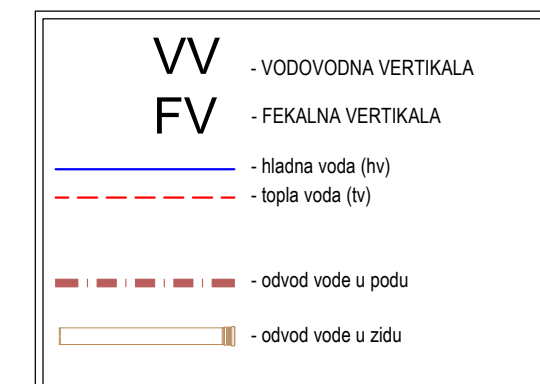 VV - VODOVODNA VERTIKALA
FV - FEKALNA VERTIKALA
- hladna voda (hv)
- topla voda (tv)
- odvod vode u podu
- odvod vode u zidu